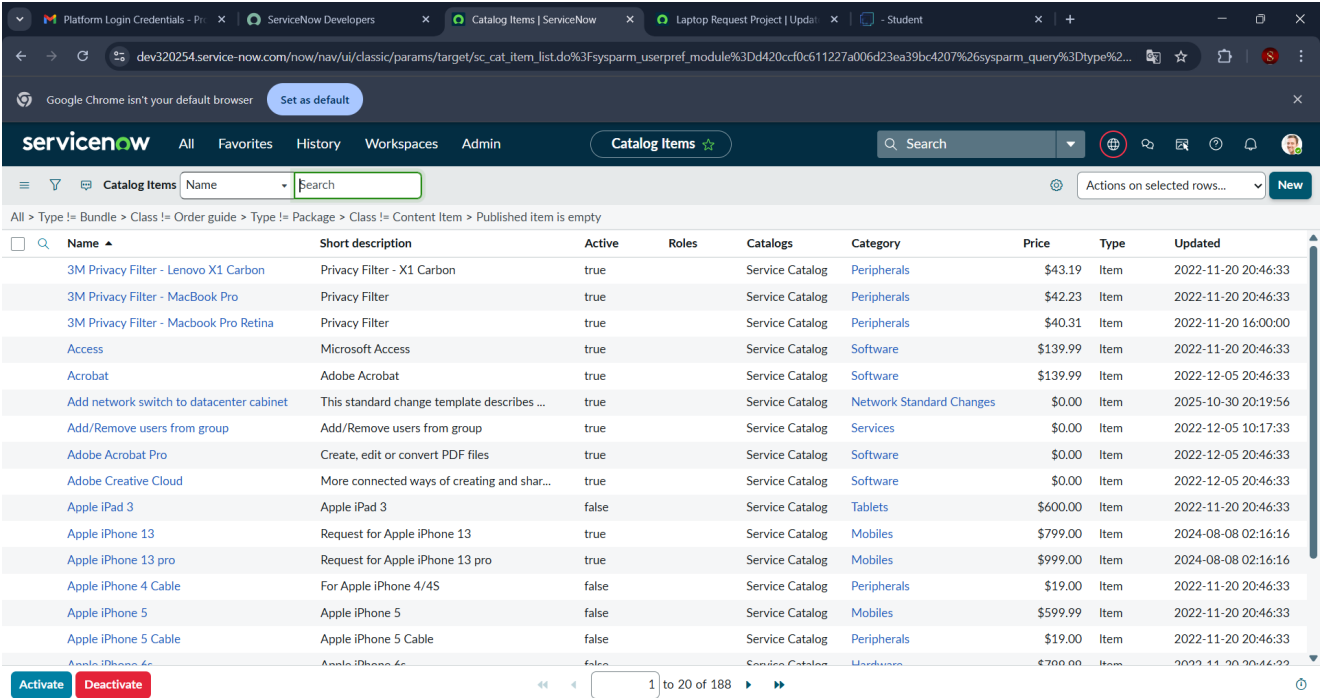 Platform Login Credentials - Pr
ServiceNow Developers
Catalog Items | ServiceNow
Laptop Request Project | Updat
- Student
dev320254.service-now.com/now/nav/ui/classic/params/target/sc_cat_item_list.do%3Fsysparm_userpref_module%3Dd420ccf0c611227a006d23ea39bc4207%26sysparm_query%3Dtype%2...
S
Google Chrome isn't your default browser
Set as default
servicenow
All
Favorites
History
Workspaces
Admin
Catalog Items
Search
Catalog Items
Name
Search
Actions on selected rows...
New
All > Type != Bundle > Class != Order guide > Type != Package > Class != Content Item > Published item is empty
Name Short description Active Roles Catalogs Category Price Type Updated
3M Privacy Filter - Lenovo X1 Carbon Privacy Filter - X1 Carbon true Service Catalog Peripherals $43.19 Item 2022-11-20 20:46:33
3M Privacy Filter - MacBook Pro Privacy Filter true Service Catalog Peripherals $42.23 Item 2022-11-20 20:46:33
3M Privacy Filter - Macbook Pro Retina Privacy Filter true Service Catalog Peripherals $40.31 Item 2022-11-20 16:00:00
Access Microsoft Access true Service Catalog Software $139.99 Item 2022-11-20 20:46:33
Acrobat Adobe Acrobat true Service Catalog Software $139.99 Item 2022-12-05 20:46:33
Add network switch to datacenter cabinet This standard change template describes ... true Service Catalog Network Standard Changes $0.00 Item 2025-10-30 20:19:56
Add/Remove users from group Add/Remove users from group true Service Catalog Services $0.00 Item 2022-12-05 10:17:33
Adobe Acrobat Pro Create, edit or convert PDF files true Service Catalog Software $0.00 Item 2022-12-05 20:46:33
Adobe Creative Cloud More connected ways of creating and shar... true Service Catalog Software $0.00 Item 2022-12-05 20:46:33
Apple iPad 3 Apple iPad 3 false Service Catalog Tablets $600.00 Item 2022-11-20 20:46:33
Apple iPhone 13 Request for Apple iPhone 13 true Service Catalog Mobiles $799.00 Item 2024-08-08 02:16:16
Apple iPhone 13 pro Request for Apple iPhone 13 pro true Service Catalog Mobiles $999.00 Item 2024-08-08 02:16:16
Apple iPhone 4 Cable For Apple iPhone 4/4S false Service Catalog Peripherals $19.00 Item 2022-11-20 20:46:33
Apple iPhone 5 Apple iPhone 5 false Service Catalog Mobiles $599.99 Item 2022-11-20 20:46:33
Apple iPhone 5 Cable Apple iPhone 5 Cable false Service Catalog Peripherals $19.00 Item 2022-11-20 20:46:33
Apple iPhone 6s Apple iPhone 6s false Service Catalog Hardware $799.99 Item 2022-11-20 20:46:33
Activate
Deactivate
1 to 20 of 188